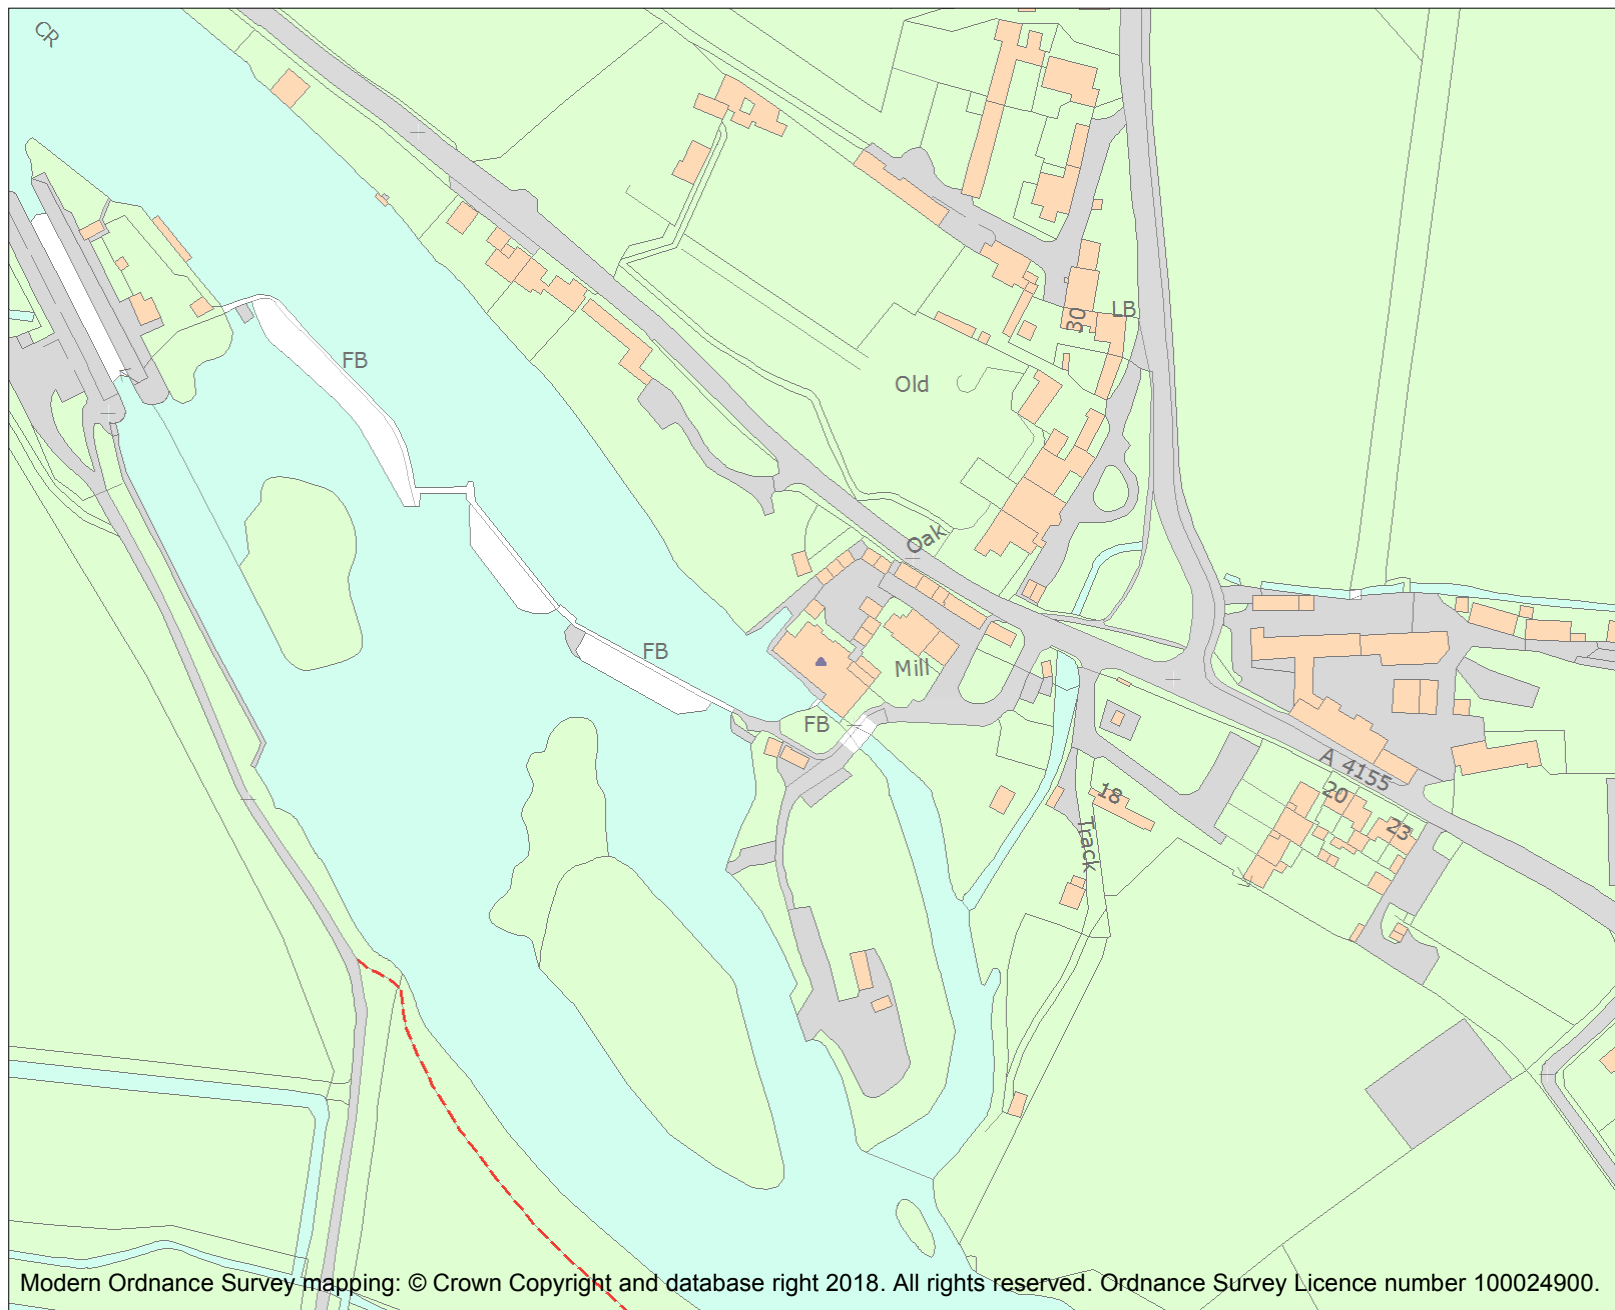 CR
LB
30
FB
Old
Oak
FB
Mill
FB
A 4155
18
20
23
Track
Modern Ordnance Survey mapping: © Crown Copyright and database right 2018. All rights reserved. Ordnance Survey Licence number 100024900.